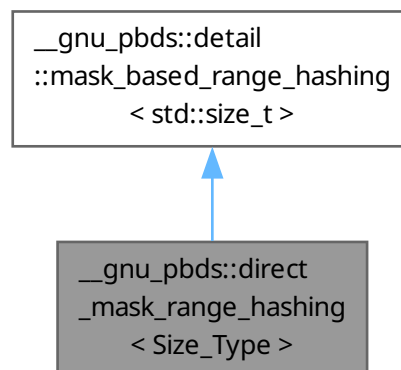 __gnu_pbds::detail
::mask_based_range_hashing
< std::size_t >
__gnu_pbds::direct
_mask_range_hashing
< Size_Type >